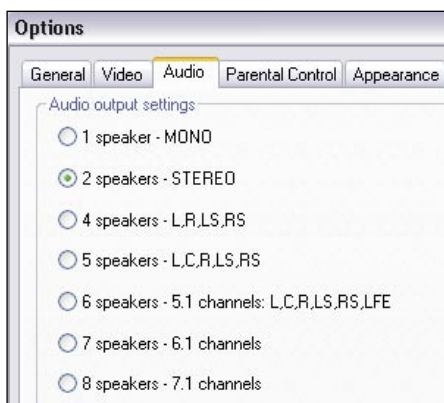 Options
General Video Audio Parental Control Appearance
Audio output settings
1 speaker - MONO
2 speakers - STEREO
4 speakers - L,R,LS,RS
5 speakers - L,C,R,LS,RS
6 speakers - 5.1 channels: L,C,R,LS,RS,LFE
7 speakers - 6.1 channels
8 speakers - 7.1 channels